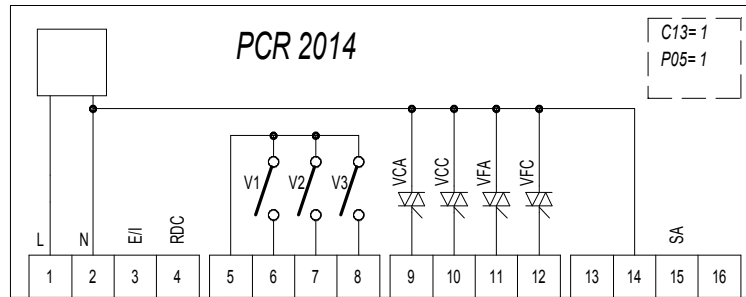 PCR 2014
C13= 1
P05= 1
V1 V2 V3
VCA VCC VFA VFC
L N E/I RDC SA
1 2 3 4 5 6 7 8 9 10 11 12 13 14 15 16